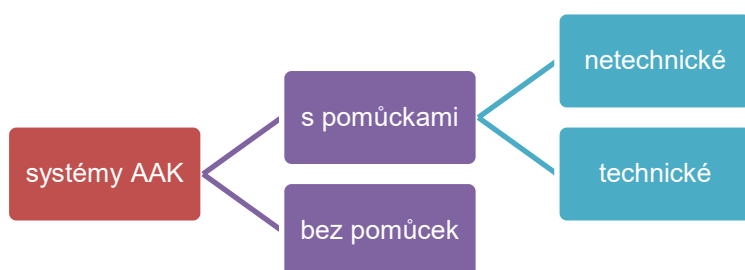 systémy AAK
s pomůckami
netechnické
technické
bez pomůcek